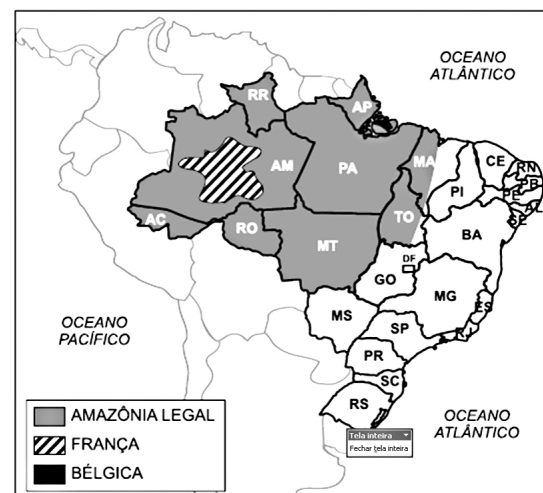 OCEANO
ATLÂNTICO
RR
AP
AM
PA
MA
CE
RN
PB
PE
AL
SE
PI
AC
RO
TO
MT
BA
DF
GO
MG
ES
MS
SP
RJ
PR
SC
RS
OCEANO
PACÍFICO
OCEANO
ATLÂNTICO
AMAZÔNIA LEGAL
FRANÇA
BÉLGICA
Tela inteira
Fechar tela inteira